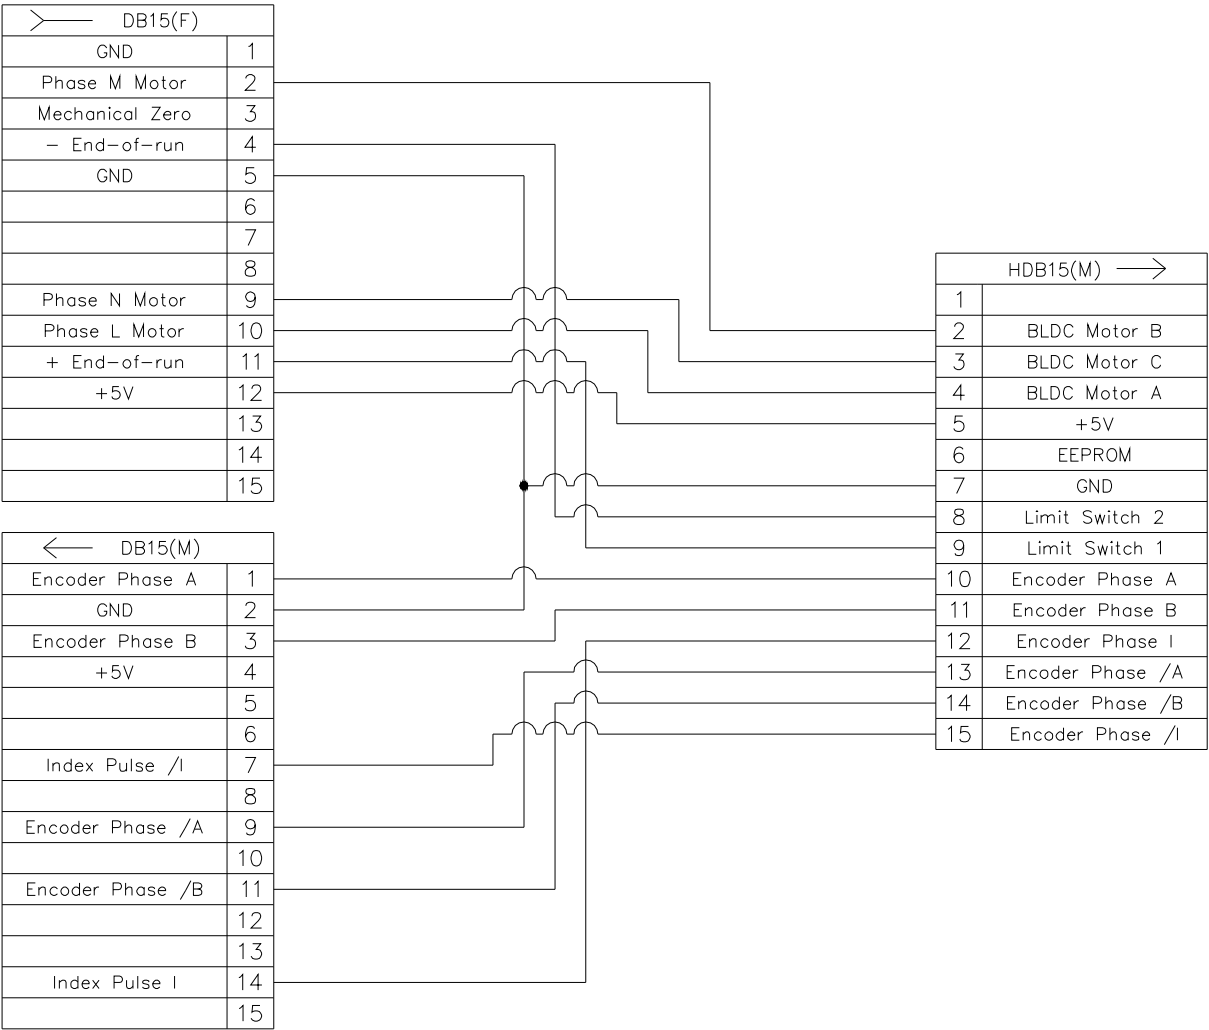 DB15(F)
GND 1
Phase M Motor 2
Mechanical Zero 3
- End-of-run 4
GND 5
6
7
8
Phase N Motor 9
Phase L Motor 10
+ End-of-run 11
+5V 12
13
14
15
DB15(M)
Encoder Phase A 1
GND 2
Encoder Phase B 3
+5V 4
5
6
Index Pulse /I 7
8
Encoder Phase /A 9
10
Encoder Phase /B 11
12
13
Index Pulse I 14
15
HDB15(M)
1
2 BLDC Motor B
3 BLDC Motor C
4 BLDC Motor A
5 +5V
6 EEPROM
7 GND
8 Limit Switch 2
9 Limit Switch 1
10 Encoder Phase A
11 Encoder Phase B
12 Encoder Phase I
13 Encoder Phase /A
14 Encoder Phase /B
15 Encoder Phase /I